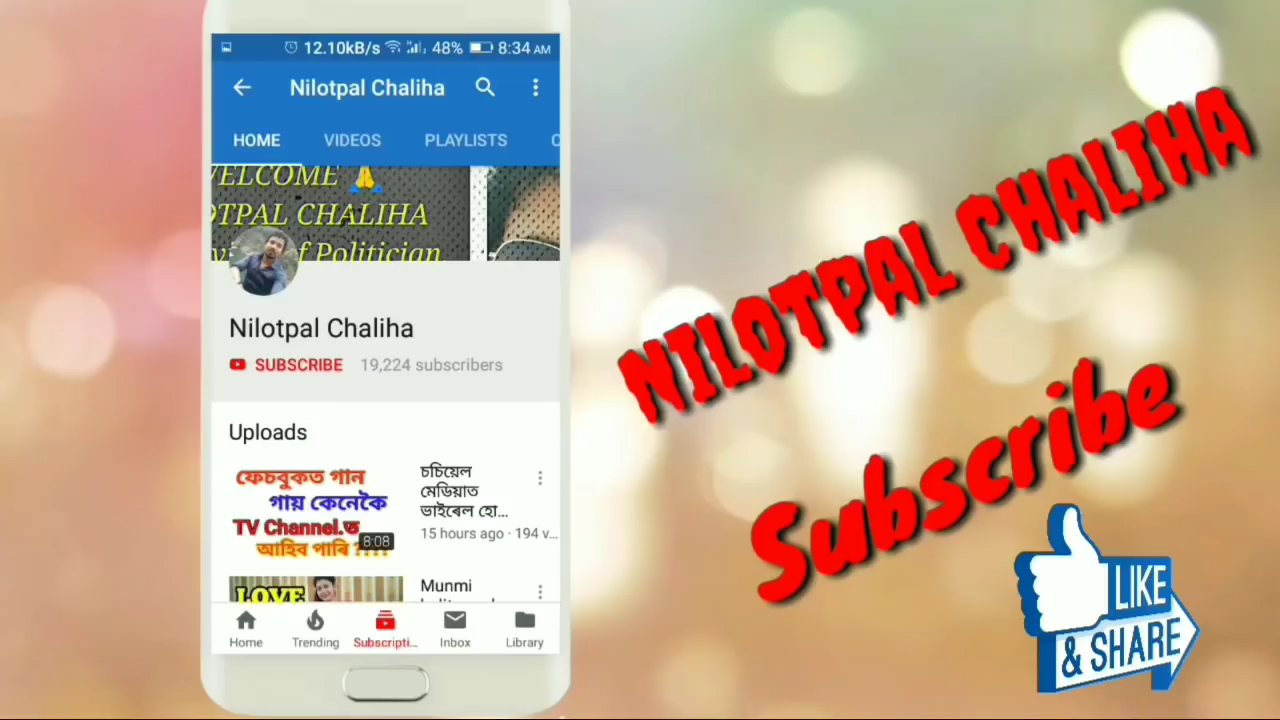 12.10kB/s 48% 8:34 AM
Nilotpal Chaliha
HOME VIDEOS PLAYLISTS
OTPAL CHALIHA
Politician
Nilotpal Chaliha
SUBSCRIBE 19,224 subscribers
Uploads
ফেচবুকত গান
গায় কেনেকৈ
TV Channel.ত
আহিব পাৰি ????
8:08
চচিয়েল
মেডিয়াত
ভাইৰেল হো...
15 hours ago · 194 v...
LOVE
Munmi
Home Trending Subscripti... Inbox Library
NILOTPAL CHALIHA
Subscribe
LIKE
& SHARE